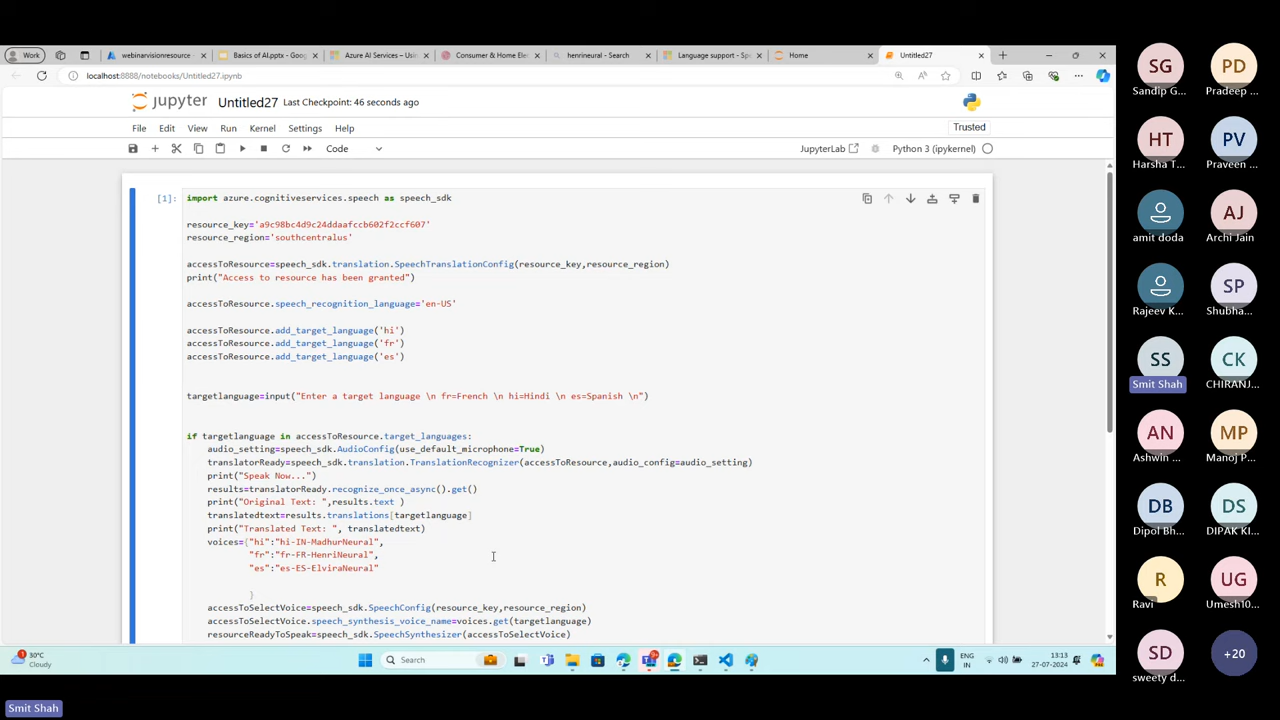 Work
webinarvisionresource
Basics of AI.pptx - Goog
Azure AI Services – Usin
Consumer & Home Elec
henrineural - Search
Language support - Spe
Home
Untitled27
localhost:8888/notebooks/Untitled27.ipynb
jupyter Untitled27 Last Checkpoint: 46 seconds ago
File Edit View Run Kernel Settings Help
Trusted
Code
JupyterLab
Python 3 (ipykernel)
[1]:
import azure.cognitiveservices.speech as speech_sdk
resource_key='a9c98bc4d9c24ddaafccb602f2ccf607'
resource_region='southcentralus'
accessToResource=speech_sdk.translation.SpeechTranslationConfig(resource_key,resource_region)
print("Access to resource has been granted")
accessToResource.speech_recognition_language='en-US'
accessToResource.add_target_language('hi')
accessToResource.add_target_language('fr')
accessToResource.add_target_language('es')
targetlanguage=input("Enter a target language \n fr=French \n hi=Hindi \n es=Spanish \n")
if targetlanguage in accessToResource.target_languages:
audio_setting=speech_sdk.AudioConfig(use_default_microphone=True)
translatorReady=speech_sdk.translation.TranslationRecognizer(accessToResource,audio_config=audio_setting)
print("Speak Now...")
results=translatorReady.recognize_once_async().get()
print("Original Text: ",results.text )
translatedtext=results.translations[targetlanguage]
print("Translated Text: ", translatedtext)
voices={"hi":"hi-IN-MadhurNeural",
"fr":"fr-FR-HenriNeural",
"es":"es-ES-ElviraNeural"
}
accessToSelectVoice=speech_sdk.SpeechConfig(resource_key,resource_region)
accessToSelectVoice.speech_synthesis_voice_name=voices.get(targetlanguage)
resourceReadyToSpeak=speech_sdk.SpeechSynthesizer(accessToSelectVoice)
30°C
Cloudy
Search
ENG
IN
13:13
27-07-2024
Smit Shah
SG
Sandip G...
PD
Pradeep ...
HT
Harsha T...
PV
Praveen ...
amit doda
AJ
Archi Jain
Rajeev K...
SP
Shubha...
SS
Smit Shah
CK
CHIRANJ...
AN
Ashwin ...
MP
Manoj P...
DB
Dipol Bh...
DS
DIPAK KI...
R
Ravi
UG
Umesh10...
SD
sweety d...
+20